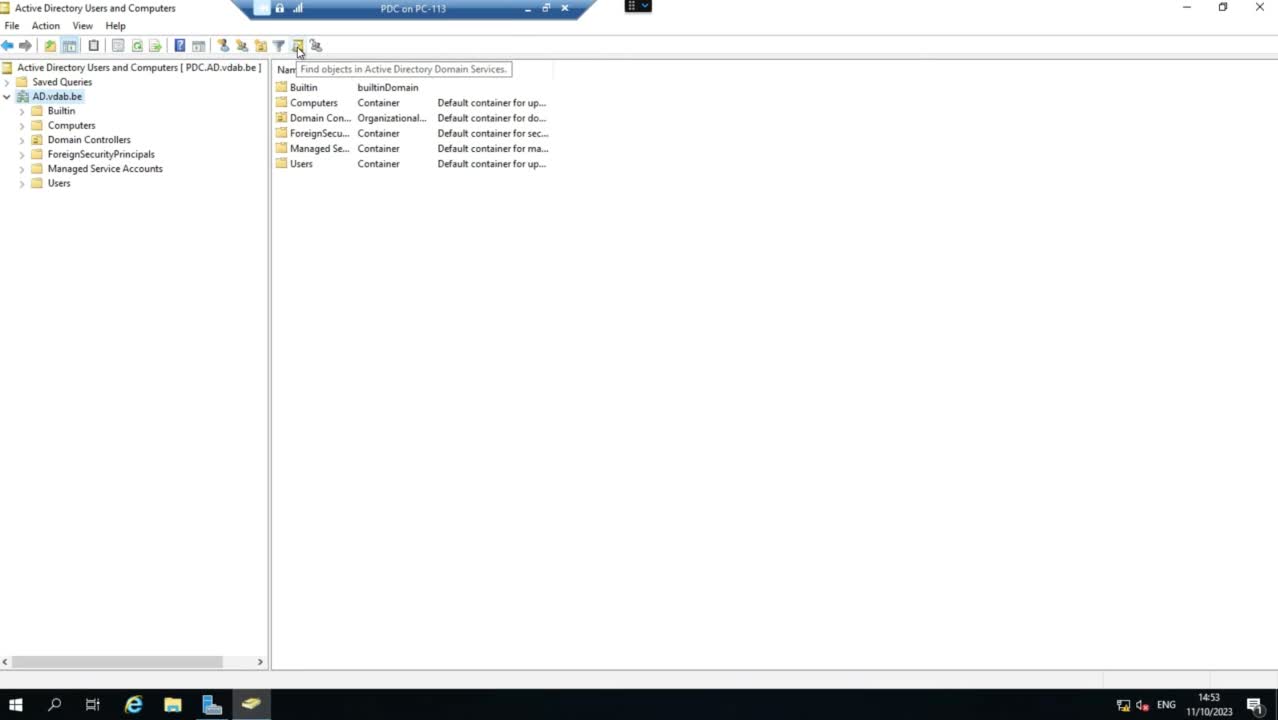 Active Directory Users and Computers
PDC on PC-113
File Action View Help
Active Directory Users and Computers [ PDC.AD.vdab.be ]
Saved Queries
AD.vdab.be
Builtin
Computers
Domain Controllers
ForeignSecurityPrincipals
Managed Service Accounts
Users
Find objects in Active Directory Domain Services.
Builtin builtinDomain
Computers Container Default container for up...
Domain Con... Organizational... Default container for do...
ForeignSecu... Container Default container for sec...
Managed Se... Container Default container for ma...
Users Container Default container for up...
ENG
14:53
11/10/2023
1